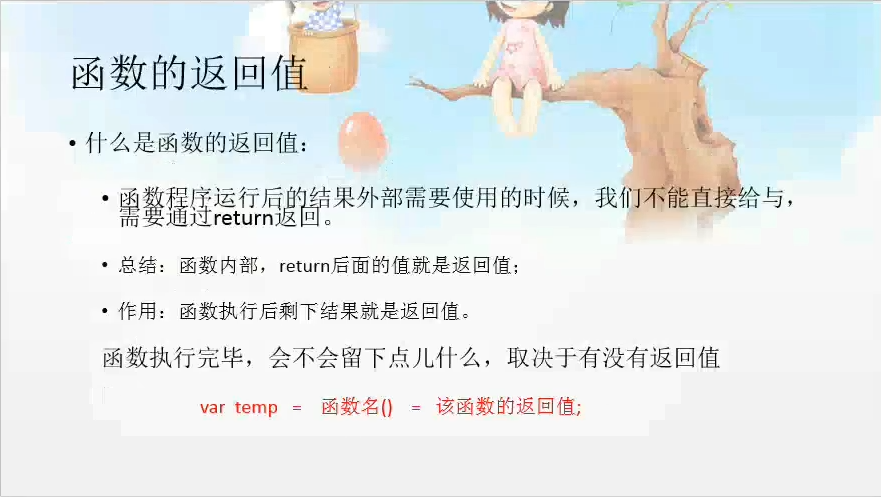 函数的返回值
• 什么是函数的返回值：
• 函数程序运行后的结果外部需要使用的时候，我们不能直接给与，
需要通过return返回。
• 总结：函数内部，return后面的值就是返回值；
• 作用：函数执行后剩下结果就是返回值。
函数执行完毕，会不会留下点儿什么，取决于有没有返回值
var temp = 函数名() = 该函数的返回值;